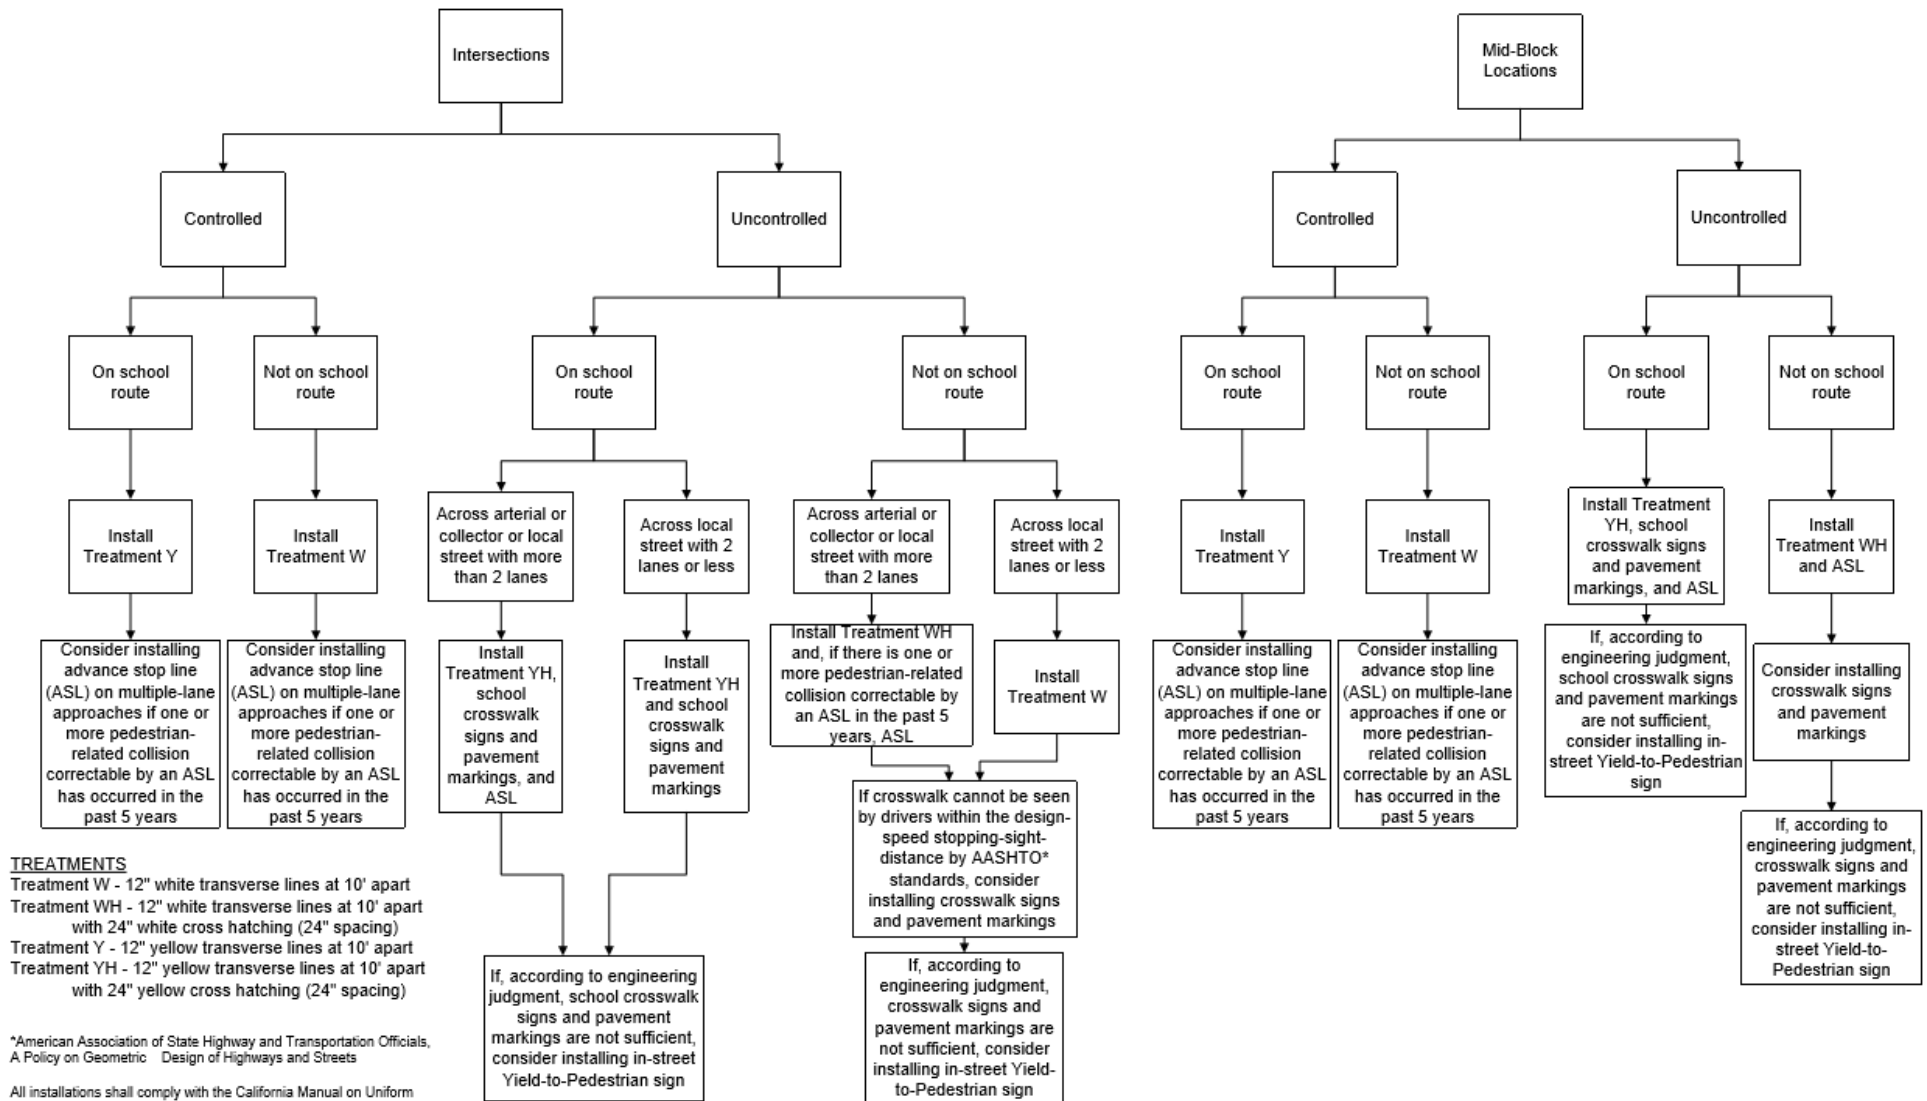 Intersections
Mid-Block
Locations
Controlled
Uncontrolled
Controlled
Uncontrolled
On school
route
Not on school
route
On school
route
Not on school
route
On school
route
Not on school
route
On school
route
Not on school
route
Install
Treatment Y
Install
Treatment W
Across arterial or
collector or local
street with more
than 2 lanes
Across local
street with 2
lanes or less
Across arterial or
collector or local
street with more
than 2 lanes
Across local
street with 2
lanes or less
Install
Treatment Y
Install
Treatment W
Install Treatment
YH, school
crosswalk signs
and pavement
markings, and ASL
Install
Treatment WH
and ASL
Consider installing
advance stop line
(ASL) on multiple-lane
approaches if one or
more pedestrian-
related collision
correctable by an ASL
has occurred in the
past 5 years
Consider installing
advance stop line
(ASL) on multiple-lane
approaches if one or
more pedestrian-
related collision
correctable by an ASL
has occurred in the
past 5 years
Install
Treatment YH,
school
crosswalk
signs and
pavement
markings, and
ASL
Install
Treatment YH
and school
crosswalk
signs and
pavement
markings
Install Treatment WH
and, if there is one or
more pedestrian-related
collision correctable by
an ASL in the past 5
years, ASL
Install
Treatment W
Consider installing
advance stop line
(ASL) on multiple-lane
approaches if one or
more pedestrian-
related collision
correctable by an ASL
has occurred in the
past 5 years
Consider installing
advance stop line
(ASL) on multiple-lane
approaches if one or
more pedestrian-
related collision
correctable by an ASL
has occurred in the
past 5 years
If, according to
engineering judgment,
school crosswalk signs
and pavement markings
are not sufficient,
consider installing in-
street Yield-to-Pedestrian
sign
Consider installing
crosswalk signs
and pavement
markings
If crosswalk cannot be seen
by drivers within the design-
speed stopping-sight-
distance by AASHTO*
standards, consider
installing crosswalk signs
and pavement markings
If, according to
engineering judgment,
crosswalk signs and
pavement markings
are not sufficient,
consider installing in-
street Yield-to-
Pedestrian sign
If, according to engineering
judgment, school crosswalk
signs and pavement
markings are not sufficient,
consider installing in-street
Yield-to-Pedestrian sign
If, according to
engineering judgment,
crosswalk signs and
pavement markings are
not sufficient, consider
installing in-street Yield-
to-Pedestrian sign
TREATMENTS
Treatment W - 12" white transverse lines at 10' apart
Treatment WH - 12" white transverse lines at 10' apart
with 24" white cross hatching (24" spacing)
Treatment Y - 12" yellow transverse lines at 10' apart
Treatment YH - 12" yellow transverse lines at 10' apart
with 24" yellow cross hatching (24" spacing)
*American Association of State Highway and Transportation Officials,
A Policy on Geometric Design of Highways and Streets
All installations shall comply with the California Manual on Uniform